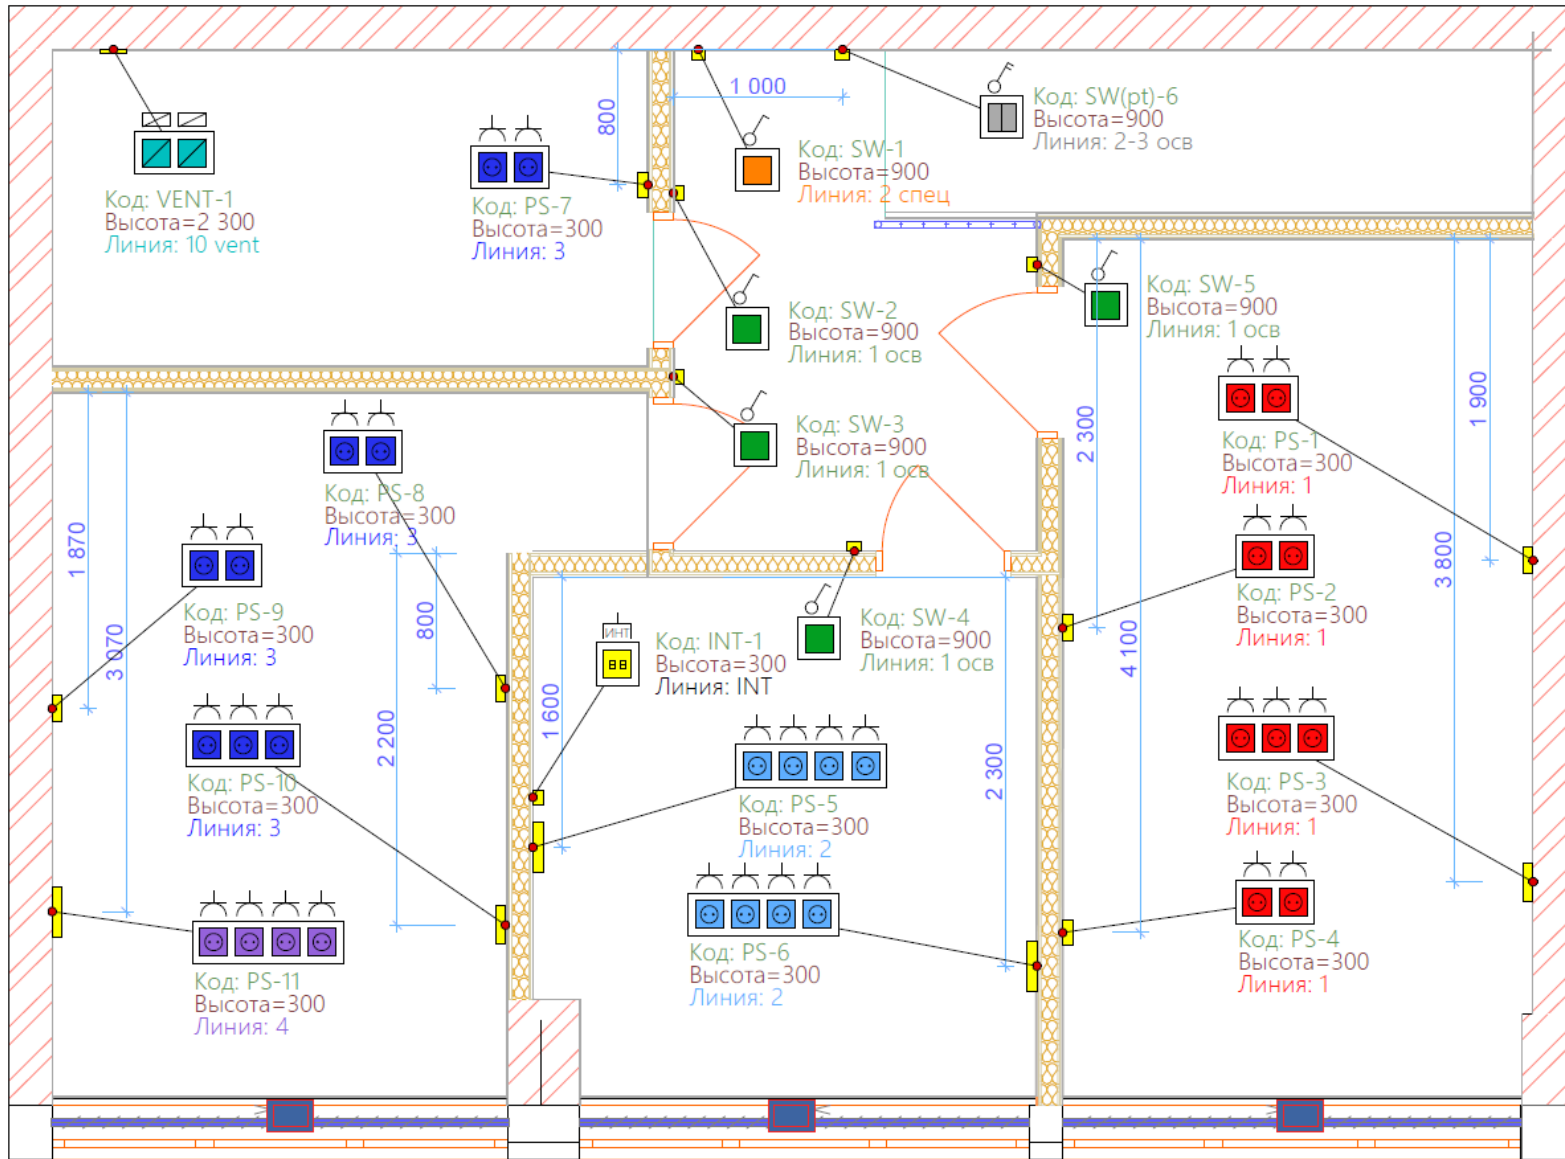 1 000
800
Код: SW(pt)-6
Высота=900
Линия: 2-3 осв
Код: SW-1
Высота=900
Линия: 2 спец
Код: VENT-1
Высота=2 300
Линия: 10 vent
Код: PS-7
Высота=300
Линия: 3
Код: SW-2
Высота=900
Линия: 1 осв
Код: SW-5
Высота=900
Линия: 1 осв
Код: SW-3
Высота=900
Линия: 1 осв
2 300
1 900
Код: PS-1
Высота=300
Линия: 1
Код: PS-8
Высота=300
Линия: 3
1 870
3 800
Код: PS-2
Высота=300
Линия: 1
Код: PS-9
Высота=300
Линия: 3
3 070
800
4 100
ИНТ
Код: INT-1
Высота=300
Линия: INT
Код: SW-4
Высота=900
Линия: 1 осв
1 600
2 200
2 300
Код: PS-10
Высота=300
Линия: 3
Код: PS-5
Высота=300
Линия: 2
Код: PS-3
Высота=300
Линия: 1
Код: PS-6
Высота=300
Линия: 2
Код: PS-4
Высота=300
Линия: 1
Код: PS-11
Высота=300
Линия: 4